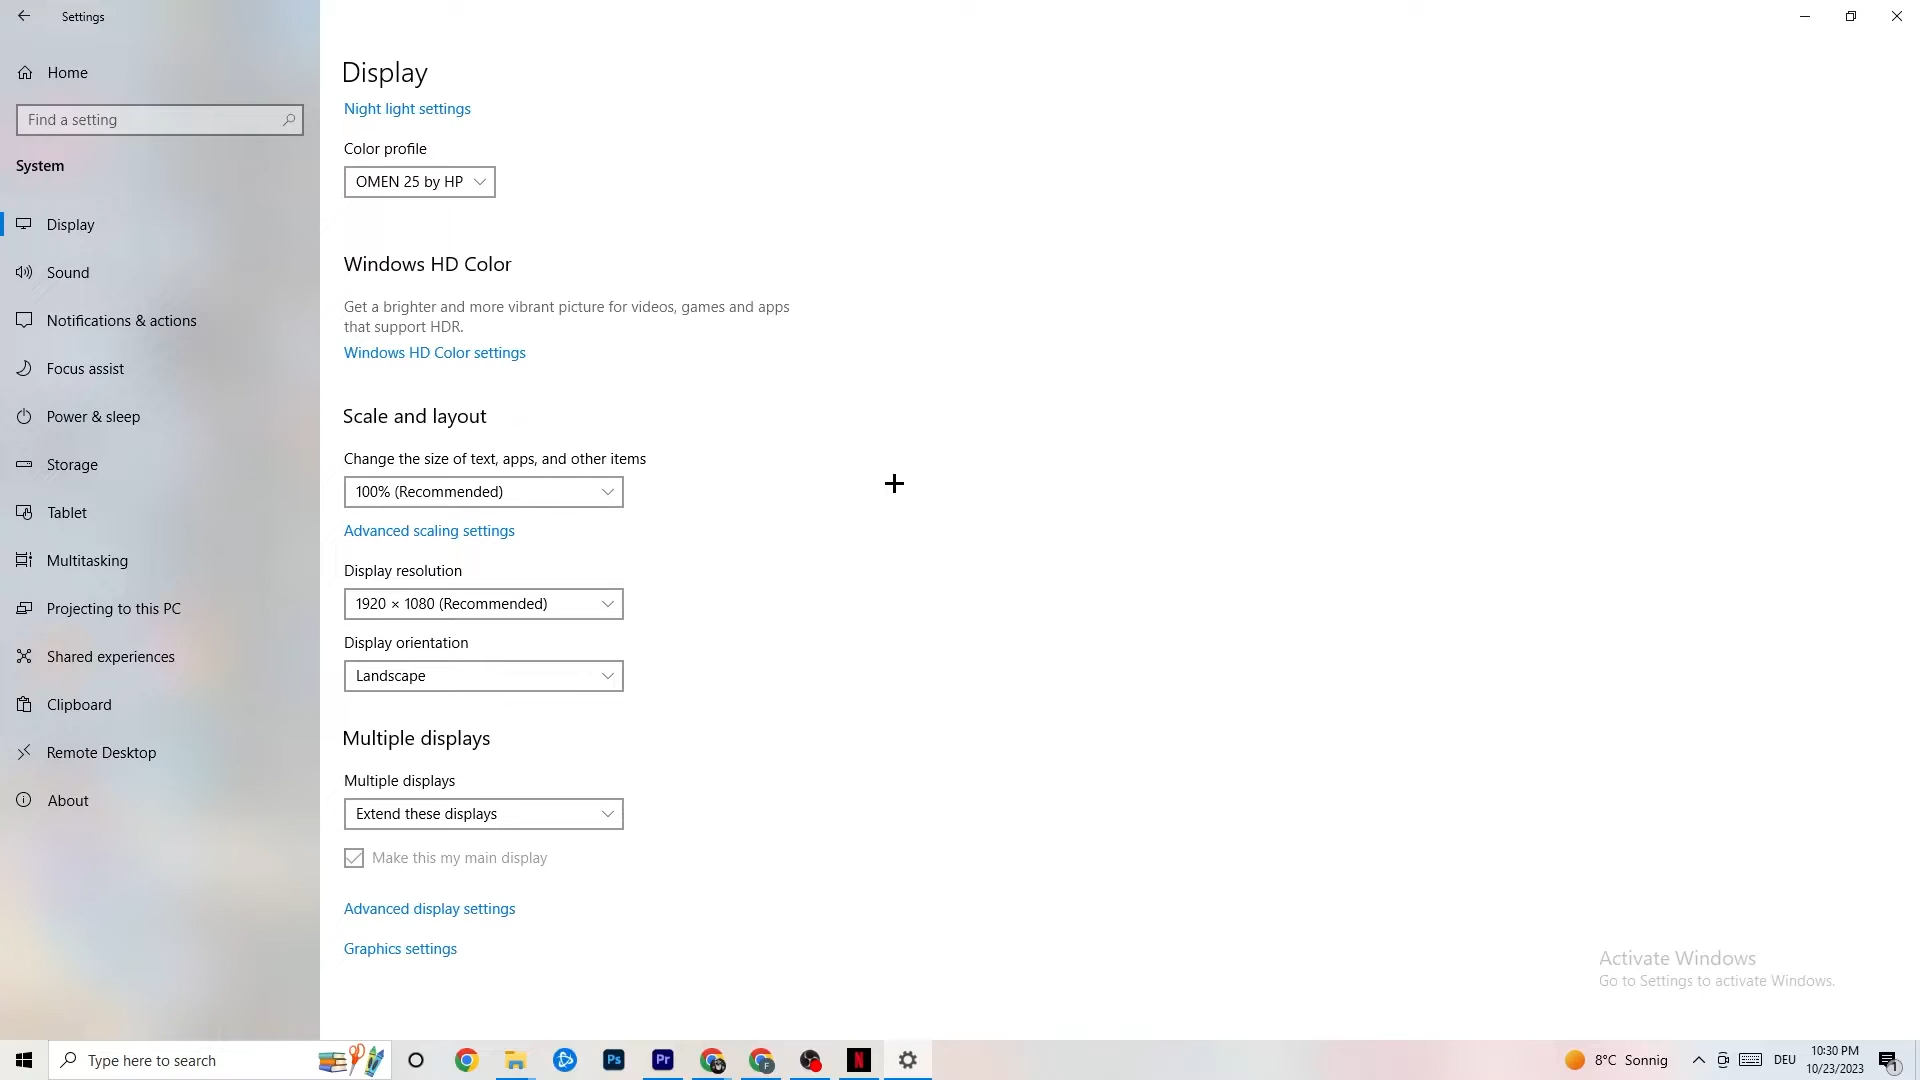 Settings
Home
Find a setting
System
Display
Sound
Notifications & actions
Focus assist
Power & sleep
Storage
Tablet
Multitasking
Projecting to this PC
Shared experiences
Clipboard
Remote Desktop
About
Display
Night light settings
Color profile
OMEN 25 by HP
Windows HD Color
Get a brighter and more vibrant picture for videos, games and apps
that support HDR.
Windows HD Color settings
Scale and layout
Change the size of text, apps, and other items
100% (Recommended)
Advanced scaling settings
Display resolution
1920 × 1080 (Recommended)
Display orientation
Landscape
Multiple displays
Multiple displays
Extend these displays
Make this my main display
Advanced display settings
Graphics settings
Activate Windows
Go to Settings to activate Windows.
Type here to search
Ps
Pr
F
N
8°C Sonnig
DEU
10:30 PM
10/23/2023
1